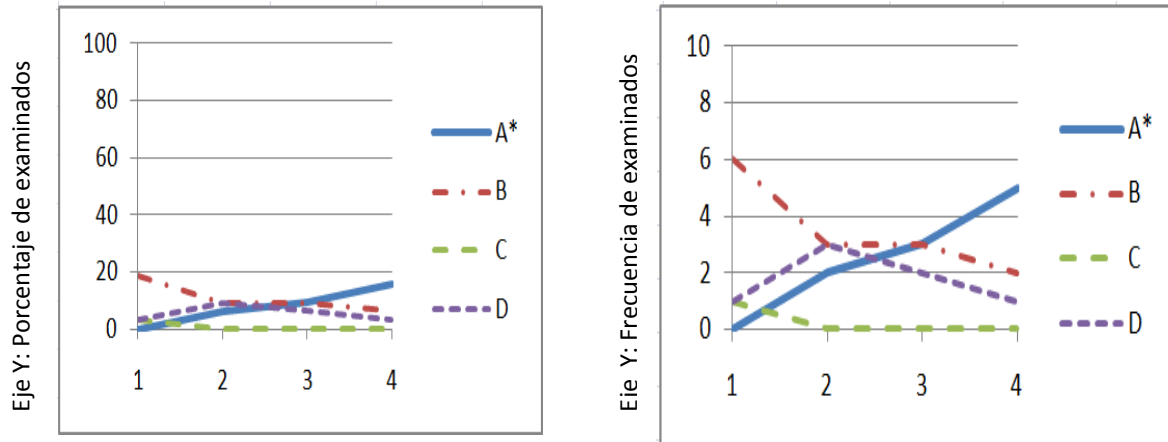 Eje Y: Porcentaje de examinados
100
80
60
40
20
0
1 2 3 4
A*
B
C
D
Eie Y: Frecuencia de examinados
10
8
6
4
2
0
1 2 3 4
A*
B
C
D